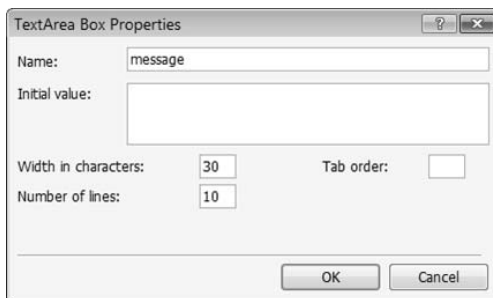 TextArea Box Properties
Name: message
Initial value:
Width in characters: 30 Tab order:
Number of lines: 10
OK Cancel